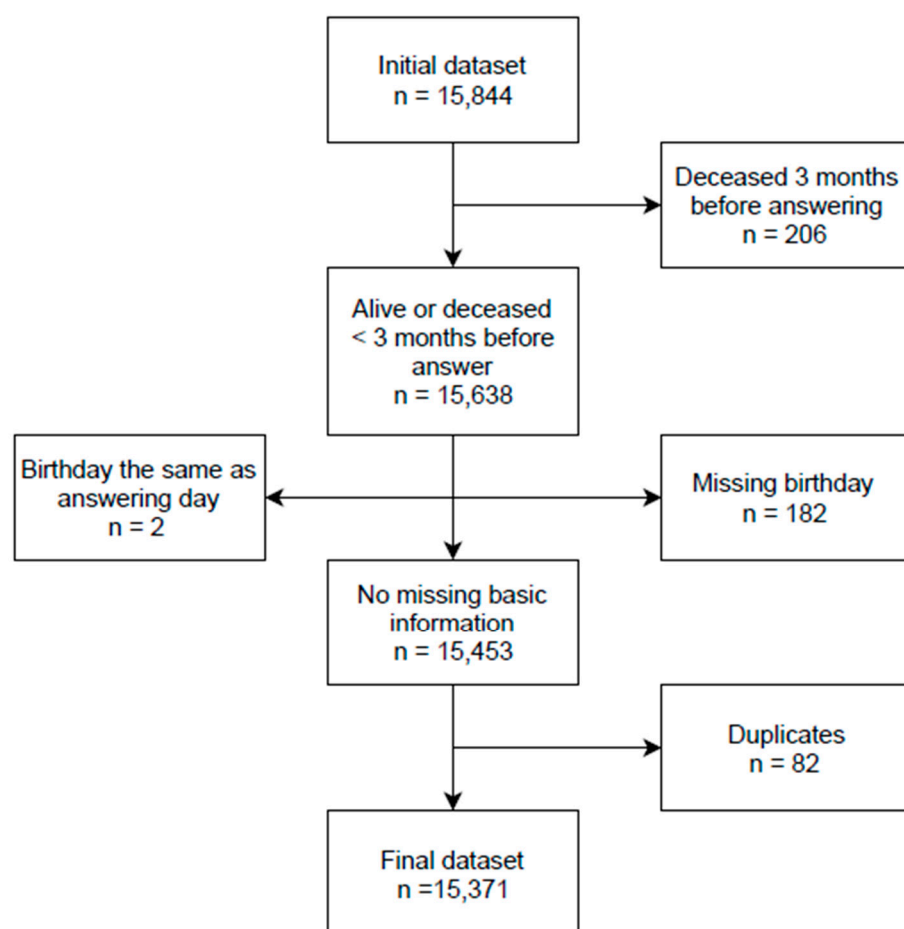 Initial dataset
n = 15,844
Deceased 3 months
before answering
n = 206
Alive or deceased
< 3 months before
answer
n = 15,638
Birthday the same as
answering day
n = 2
Missing birthday
n = 182
No missing basic
information
n = 15,453
Duplicates
n = 82
Final dataset
n =15,371